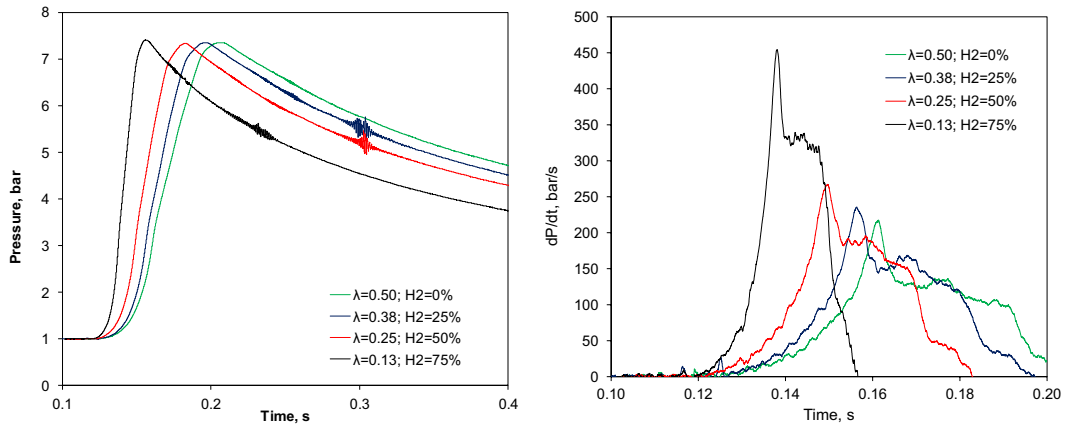 8
7
6
5
4
3
2
1
0
Pressure, bar
0.1
0.2
0.3
0.4
Time, s
λ=0.50; H2=0%
λ=0.38; H2=25%
λ=0.25; H2=50%
λ=0.13; H2=75%
500
450
400
350
300
250
200
150
100
50
0
dP/dt, bar/s
0.10
0.12
0.14
0.16
0.18
0.20
Time, s
λ=0.50; H2=0%
λ=0.38; H2=25%
λ=0.25; H2=50%
λ=0.13; H2=75%